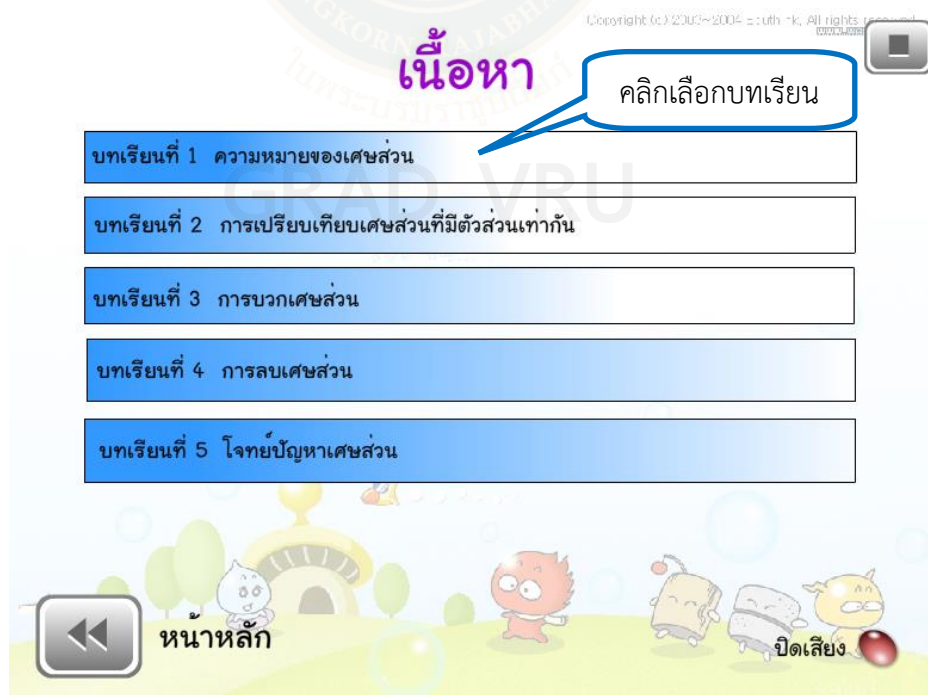 Copyright (c) 2003~2004 All rights
เนื้อหา
คลิกเลือกบทเรียน
บทเรียนที่ 1 ความหมายของเศษส่วน
GRAD VRU
บทเรียนที่ 2 การเปรียบเทียบเศษส่วนที่มีตัวส่วนเท่ากัน
บทเรียนที่ 3 การบวกเศษส่วน
บทเรียนที่ 4 การลบเศษส่วน
บทเรียนที่ 5 โจทย์ปัญหาเศษส่วน
หน้าหลัก
ปิดเสียง